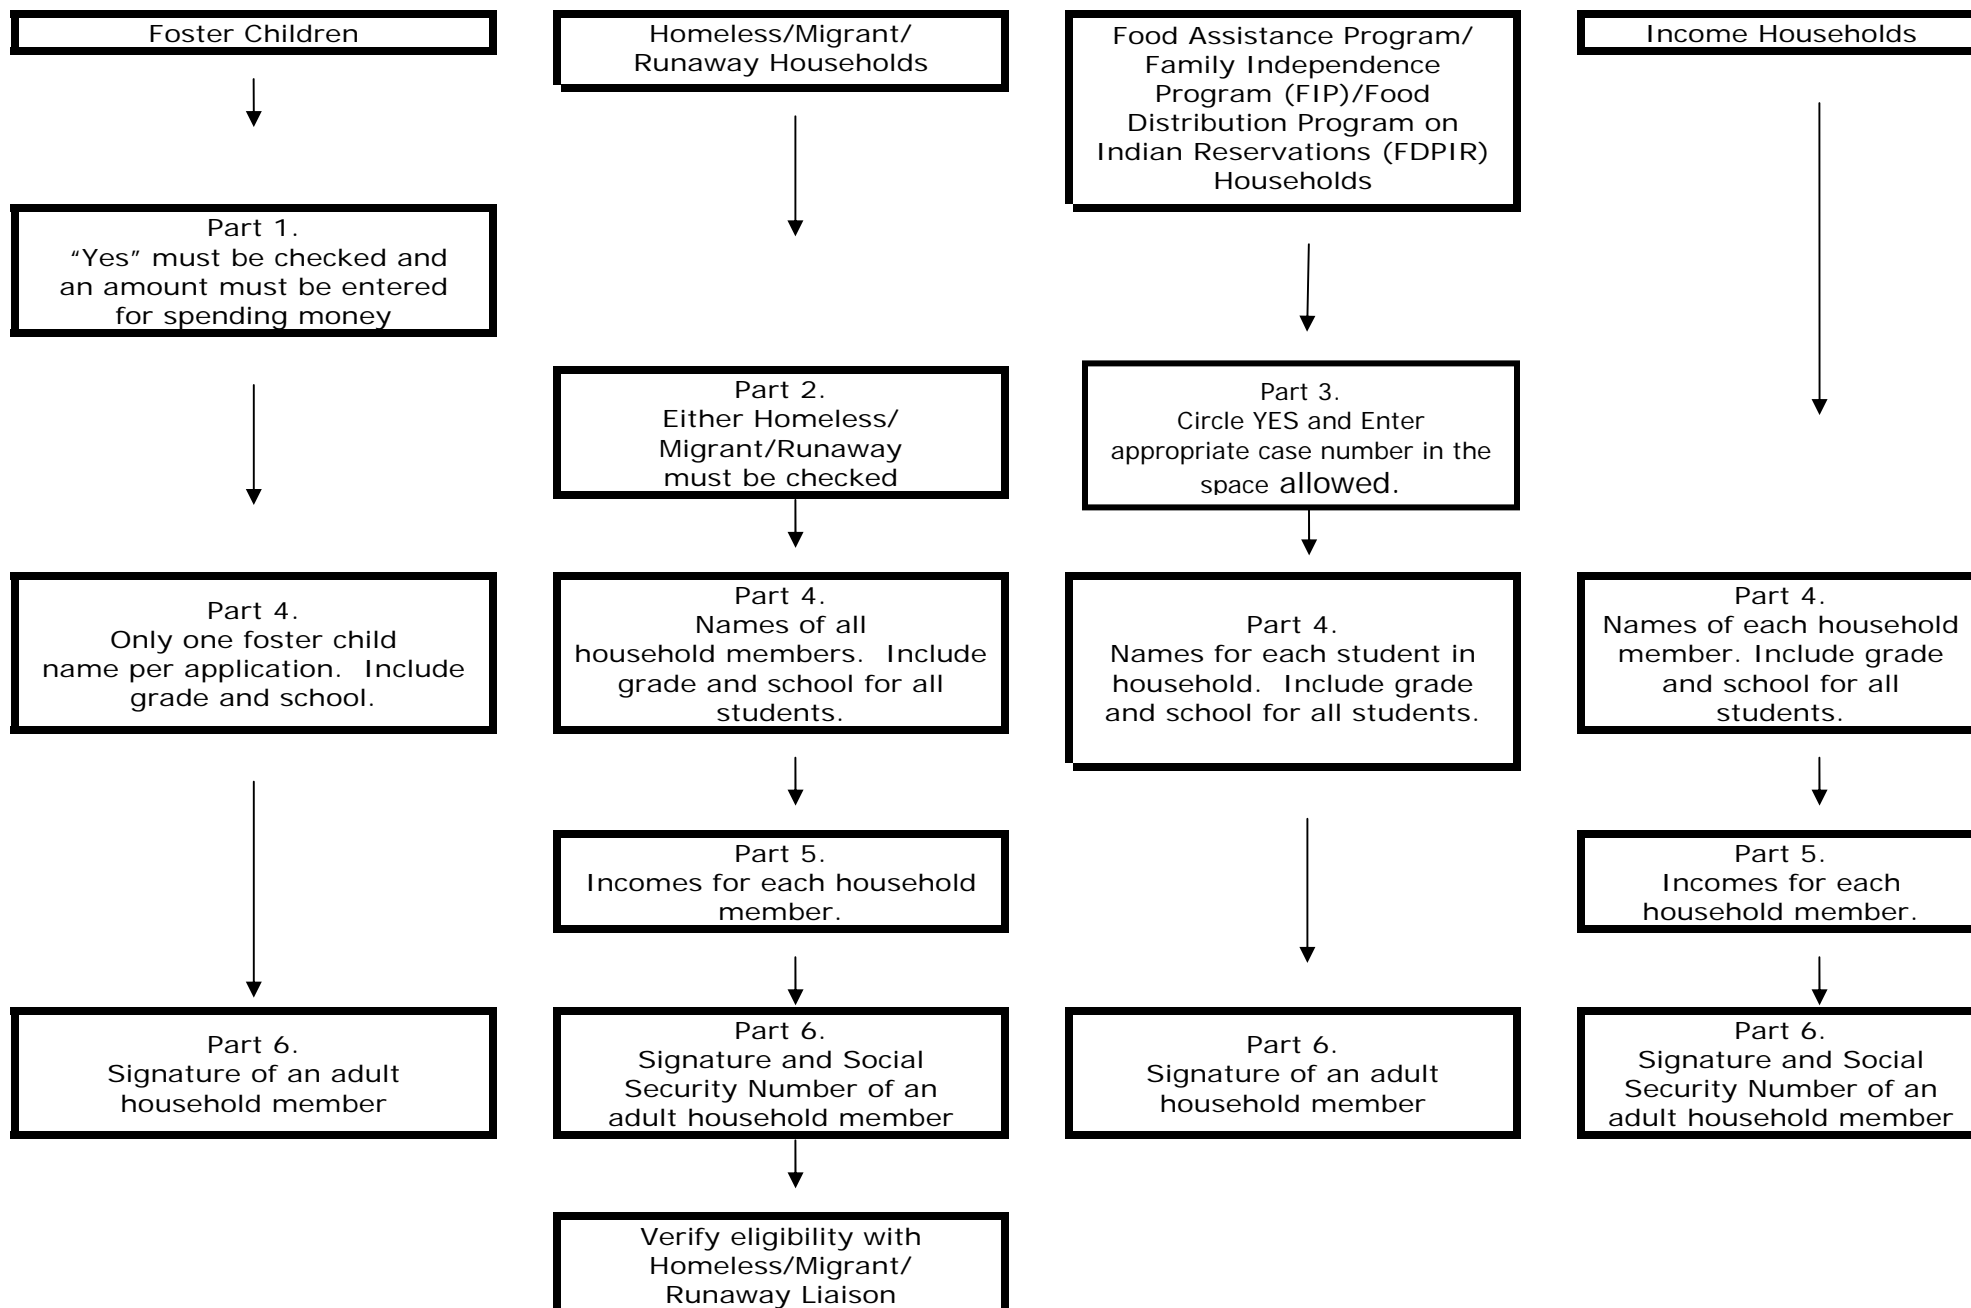 Foster Children
Part 1.
“Yes” must be checked and
an amount must be entered
for spending money
Part 4.
Only one foster child
name per application. Include
grade and school.
Part 6.
Signature of an adult
household member
Homeless/Migrant/
Runaway Households
Part 2.
Either Homeless/
Migrant/Runaway
must be checked
Part 4.
Names of all
household members. Include
grade and school for all
students.
Part 5.
Incomes for each household
member.
Part 6.
Signature and Social
Security Number of an
adult household member
Verify eligibility with
Homeless/Migrant/
Runaway Liaison
Food Assistance Program/
Family Independence
Program (FIP)/Food
Distribution Program on
Indian Reservations (FDPIR)
Households
Part 3.
Circle YES and Enter
appropriate case number in the
space allowed.
Part 4.
Names for each student in
household. Include grade
and school for all students.
Part 6.
Signature of an adult
household member
Income Households
Part 4.
Names of each household
member. Include grade
and school for all
students.
Part 5.
Incomes for each
household member.
Part 6.
Signature and Social
Security Number of an
adult household member